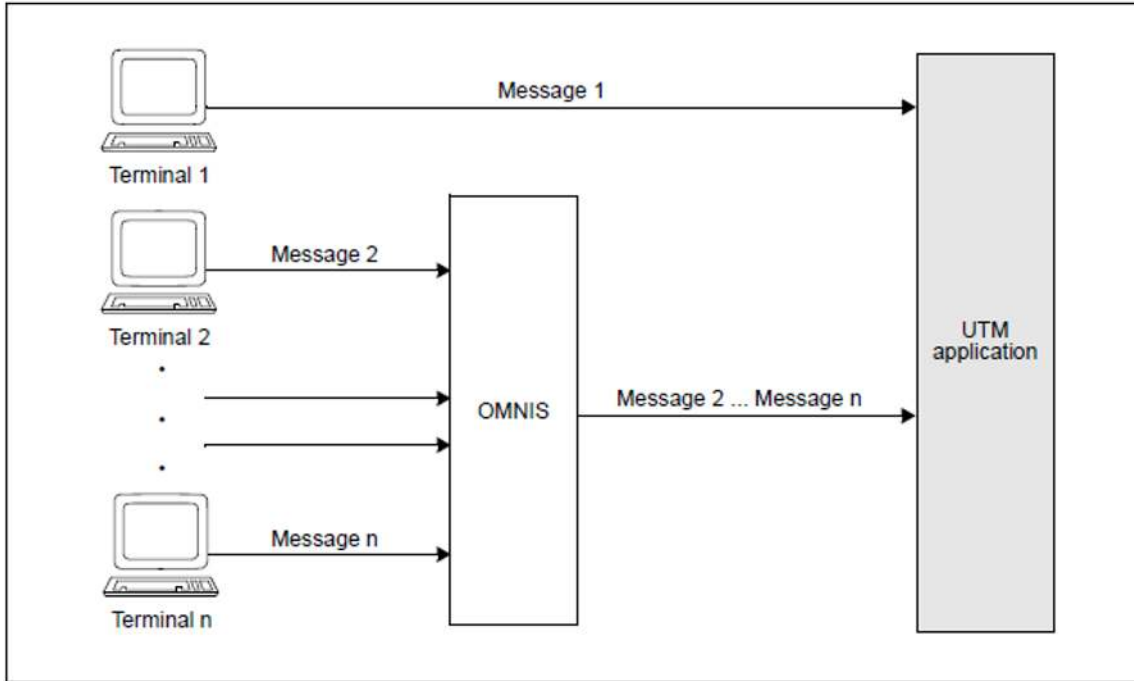 Message 1
Terminal 1
Message 2
Terminal 2
OMNIS
Message 2 ... Message n
UTM
application
Message n
Terminal n